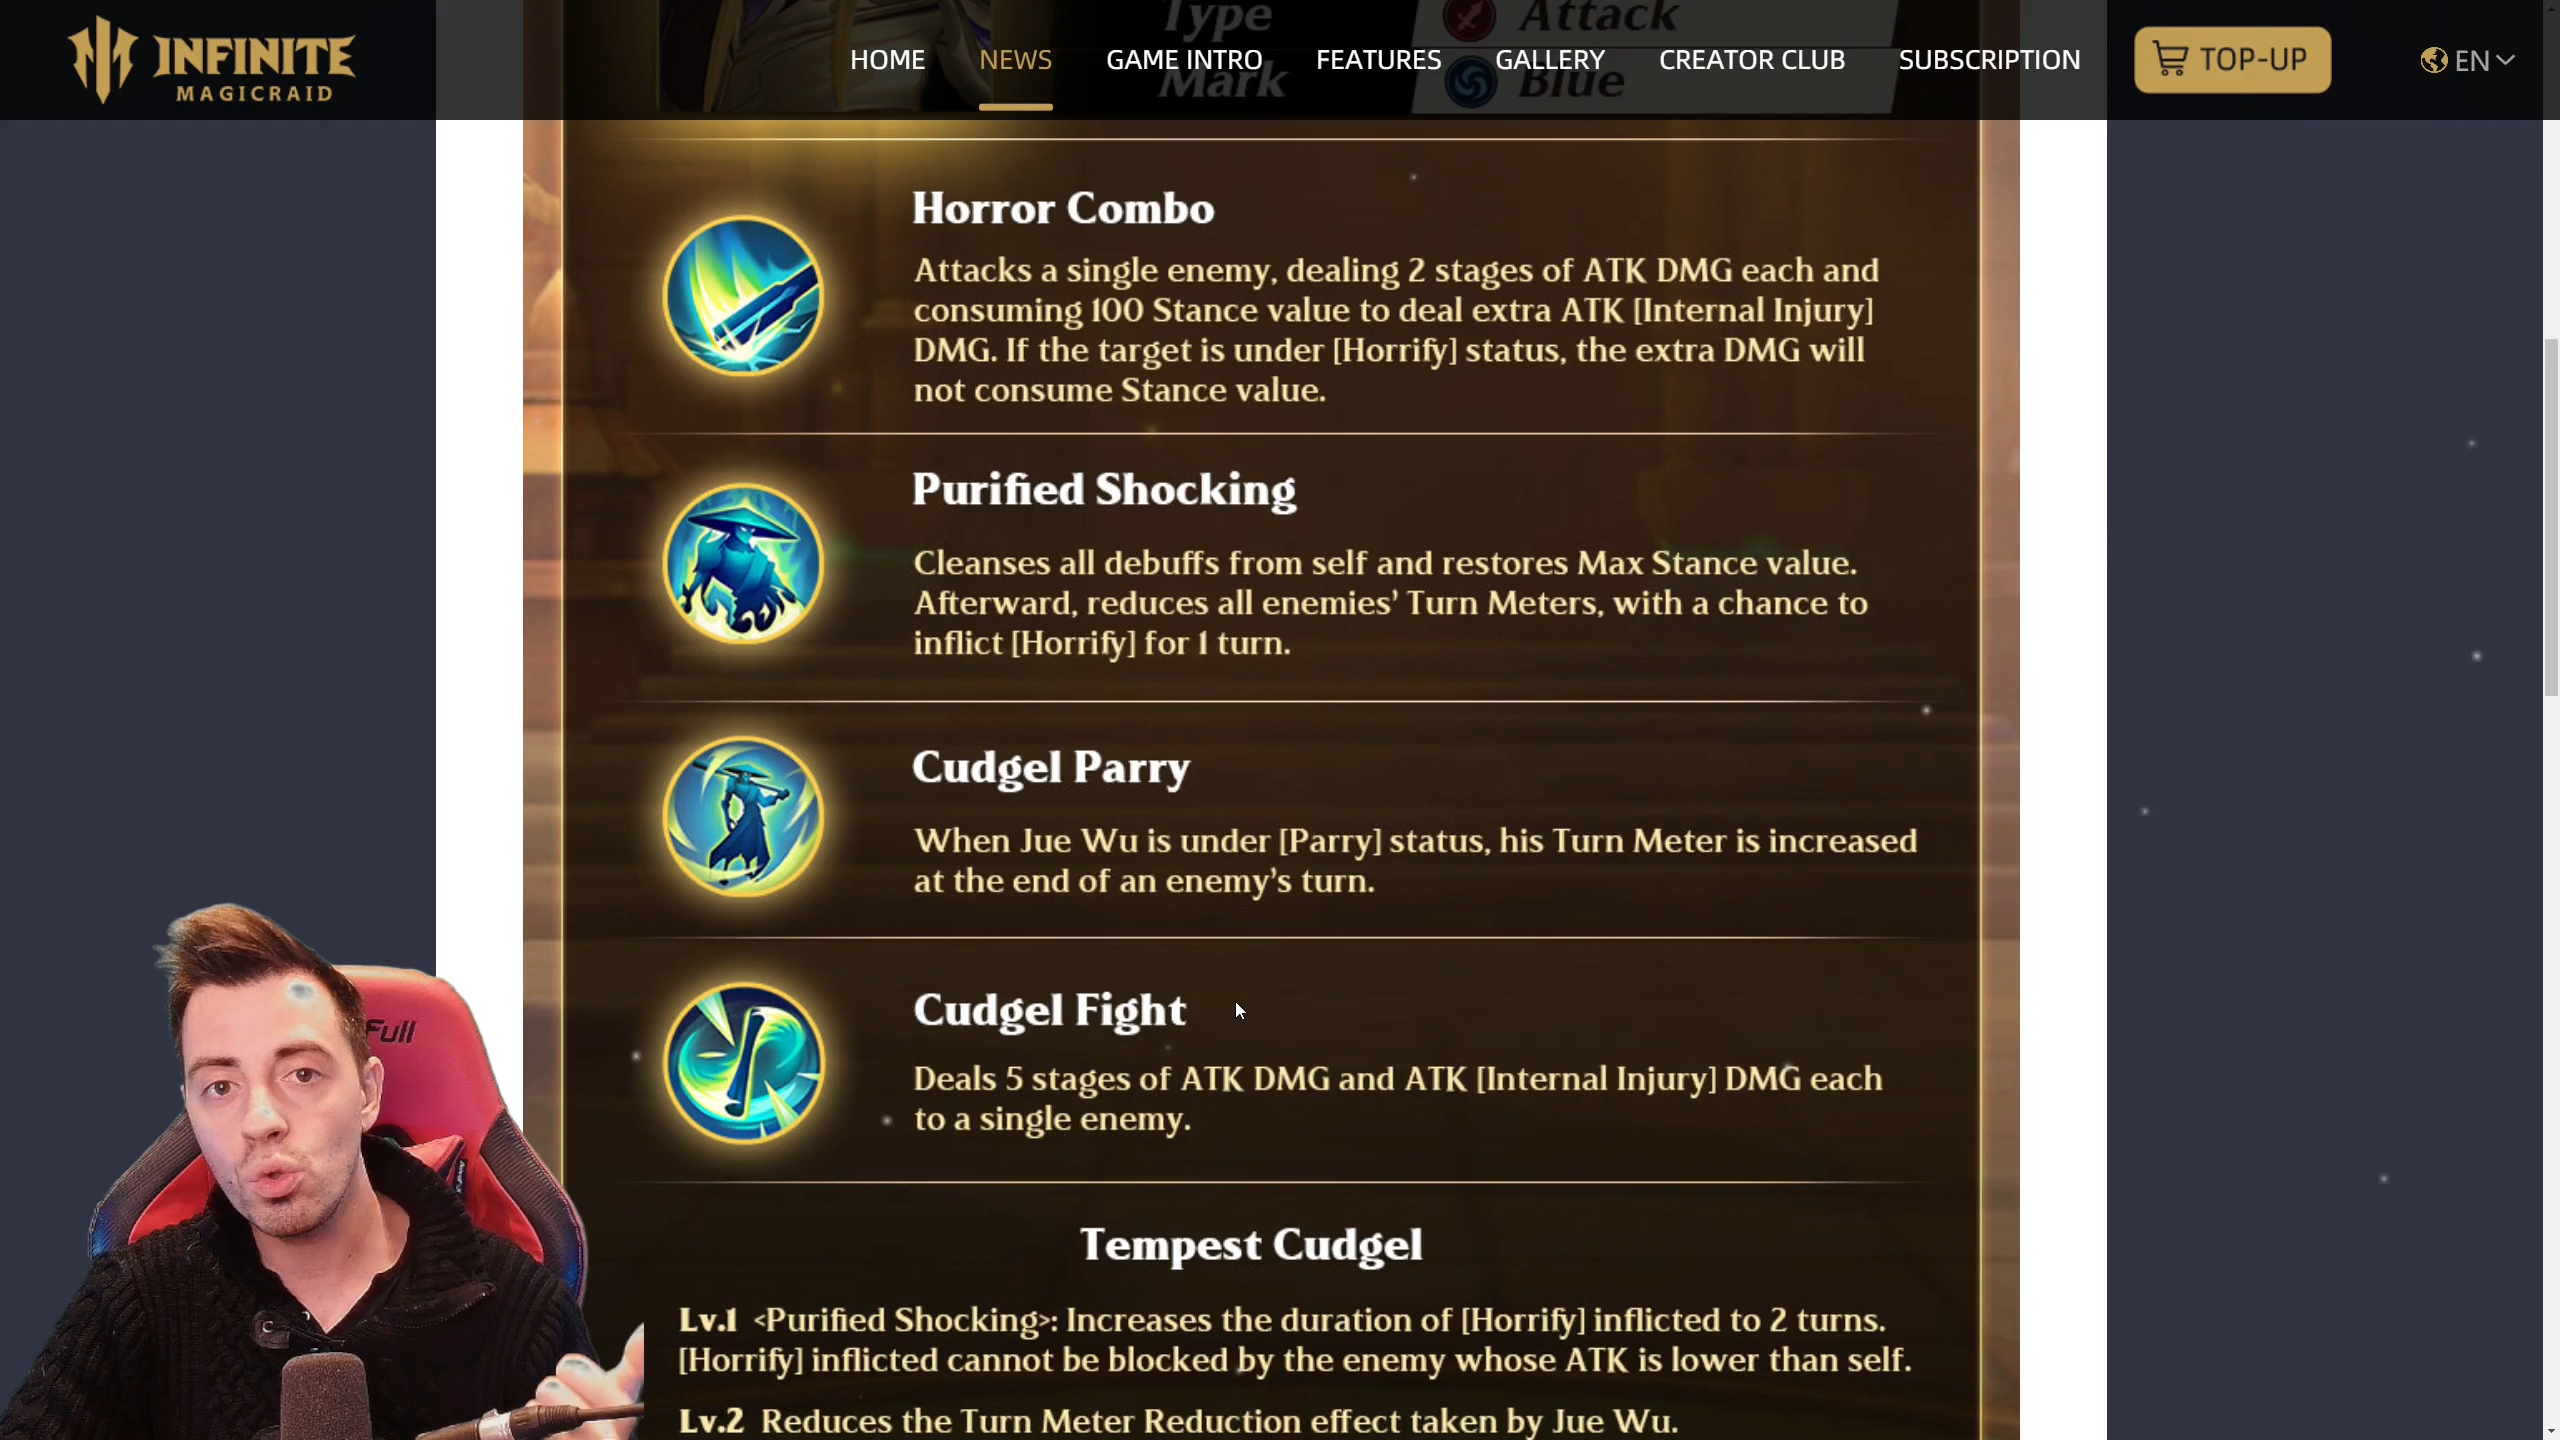 INFINITE
MAGICRAID
HOME
NEWS
GAME INTRO
FEATURES
GALLERY
CREATOR CLUB
SUBSCRIPTION
TOP-UP
EN
Type
Attack
Mark
Blue
Horror Combo
Attacks a single enemy, dealing 2 stages of ATK DMG each and
consuming 100 Stance value to deal extra ATK [Internal Injury]
DMG. If the target is under [Horrify] status, the extra DMG will
not consume Stance value.
Purified Shocking
Cleanses all debuffs from self and restores Max Stance value.
Afterward, reduces all enemies’ Turn Meters, with a chance to
inflict [Horrify] for 1 turn.
Cudgel Parry
When Jue Wu is under [Parry] status, his Turn Meter is increased
at the end of an enemy’s turn.
Cudgel Fight
Deals 5 stages of ATK DMG and ATK [Internal Injury] DMG each
to a single enemy.
Full
Tempest Cudgel
Lv.1 <Purified Shocking>: Increases the duration of [Horrify] inflicted to 2 turns.
[Horrify] inflicted cannot be blocked by the enemy whose ATK is lower than self.
Lv.2 Reduces the Turn Meter Reduction effect taken by Jue Wu.